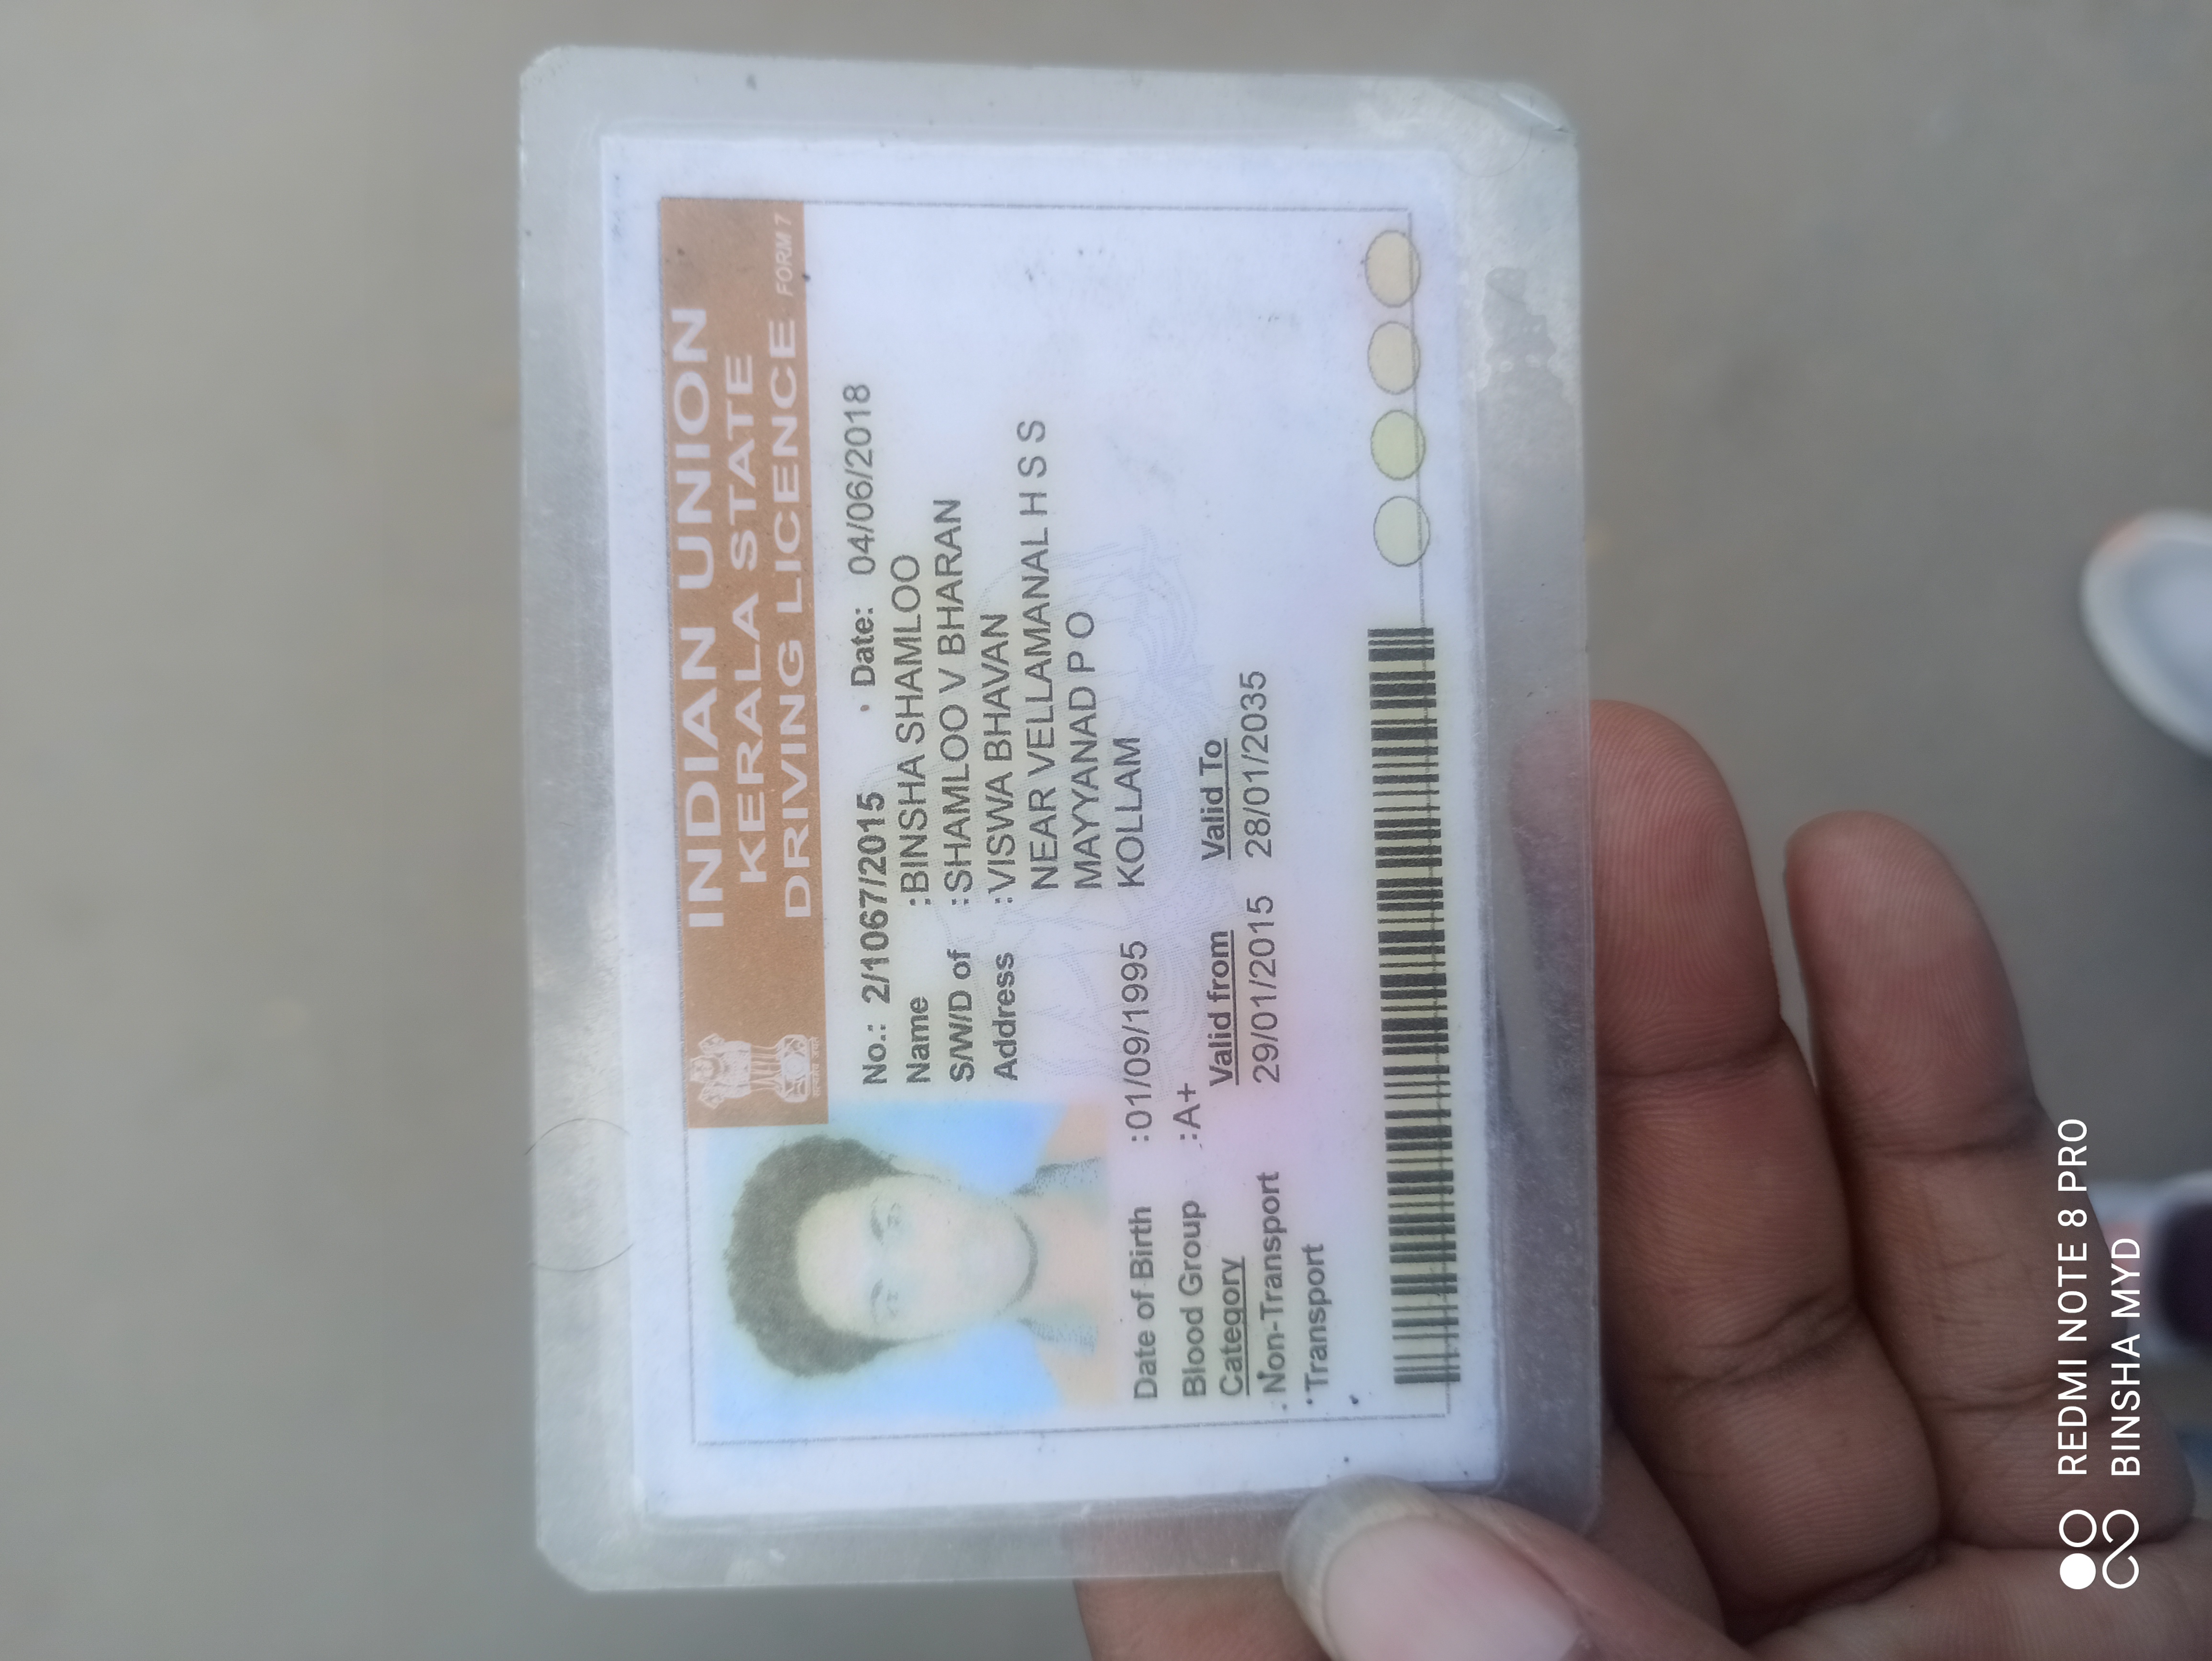 INDIAN UNION
KERALA STATE
DRIVING LICENCE FORM 7
No.: 2/1067/2015 Date: 04/06/2018
Name :BINSHA SHAMLOO
S/W/D of :SHAMLOO V BHARAN
Address :VISWA BHAVAN
NEAR VELLAMANAL H S S
MAYYANAD P O
KOLLAM
Date of Birth :01/09/1995
Blood Group :A+
Category Valid from Valid To
Non-Transport 29/01/2015 28/01/2035
Transport
REDMI NOTE 8 PRO
BINSHA MYD